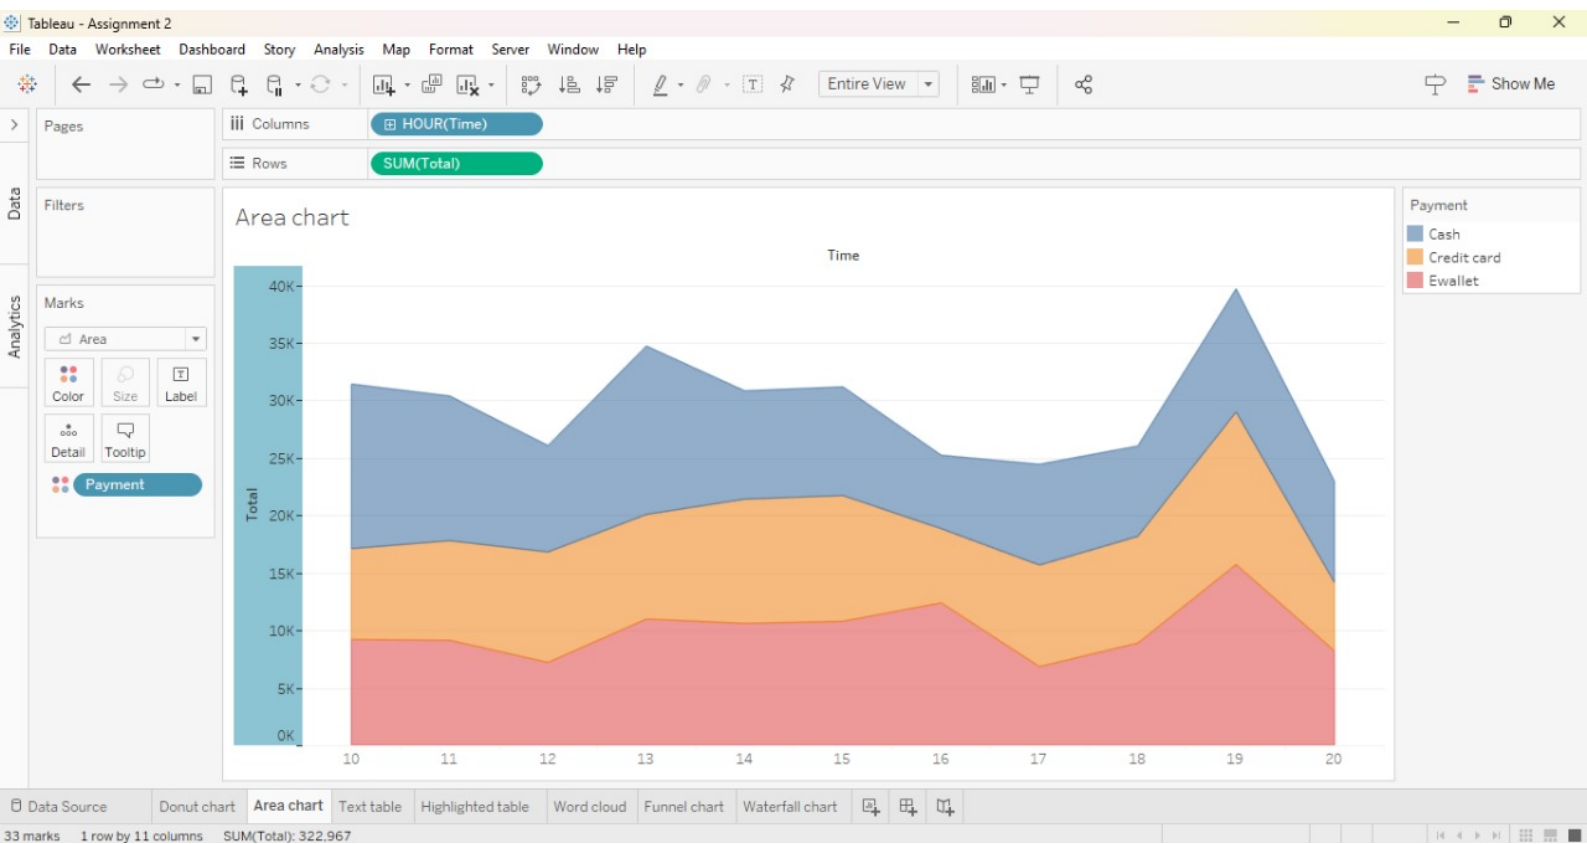 Tableau - Assignment 2
File Data Worksheet Dashboard Story Analysis Map Format Server Window Help
Entire View
Show Me
Pages
Columns
HOUR(Time)
Rows
SUM(Total)
Data
Analytics
Filters
Marks
Area
Color Size Label
Detail Tooltip
Payment
Area chart
Time
Total
40K
35K
30K
25K
20K
15K
10K
5K
0K
10 11 12 13 14 15 16 17 18 19 20
Payment
Cash
Credit card
Ewallet
Data Source Donut chart Area chart Text table Highlighted table Word cloud Funnel chart Waterfall chart
33 marks 1 row by 11 columns SUM(Total): 322,967